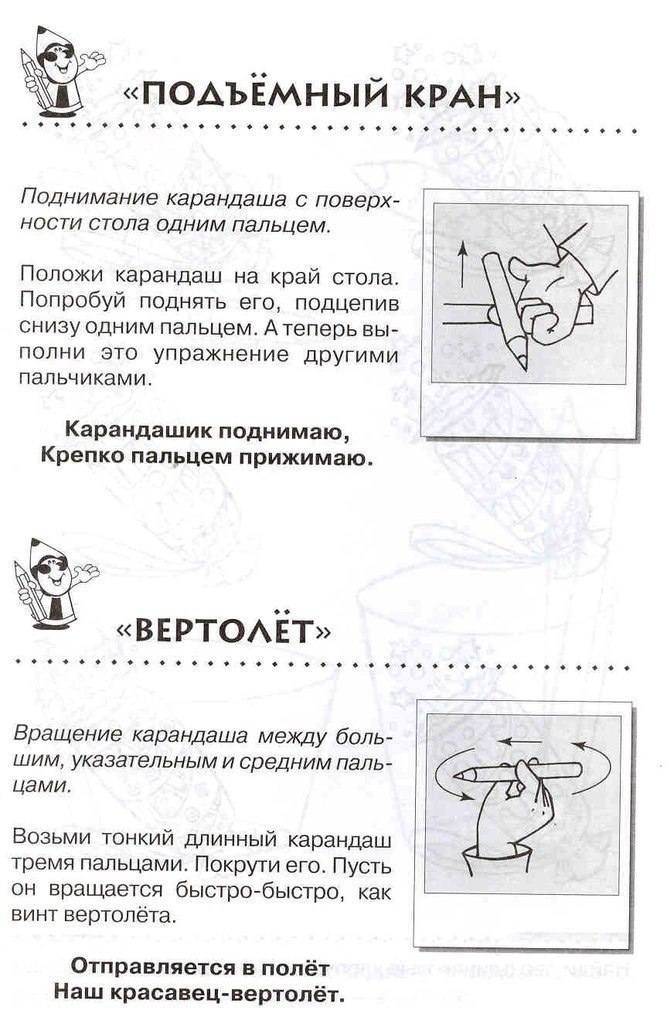 «ПОДЪЁМНЫЙ КРАН»
Поднимание карандаша с поверх-
ности стола одним пальцем.
Положи карандаш на край стола.
Попробуй поднять его, подцепив
снизу одним пальцем. А теперь вы-
полни это упражнение другими
пальчиками.
Карандашик поднимаю,
Крепко пальцем прижимаю.
«ВЕРТОЛЁТ»
Вращение карандаша между боль-
шим, указательным и средним паль-
цами.
Возьми тонкий длинный карандаш
тремя пальцами. Покрути его. Пусть
он вращается быстро-быстро, как
винт вертолёта.
Отправляется в полёт
Наш красавец-вертолёт.